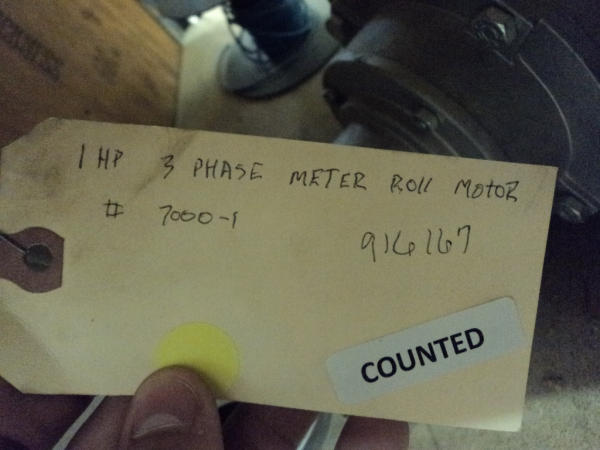 1 HP 3 PHASE METER ROll MOTOR
# 7000-1
916167
COUNTED